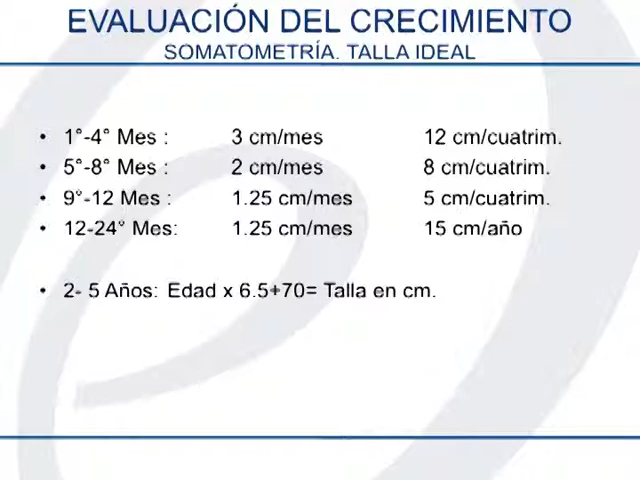 EVALUACIÓN DEL CRECIMIENTO
SOMATOMETRÍA. TALLA IDEAL
• 1°-4° Mes : 3 cm/mes 12 cm/cuatrim.
• 5°-8° Mes : 2 cm/mes 8 cm/cuatrim.
• 9°-12 Mes : 1.25 cm/mes 5 cm/cuatrim.
• 12-24° Mes: 1.25 cm/mes 15 cm/año
• 2- 5 Años: Edad x 6.5+70= Talla en cm.